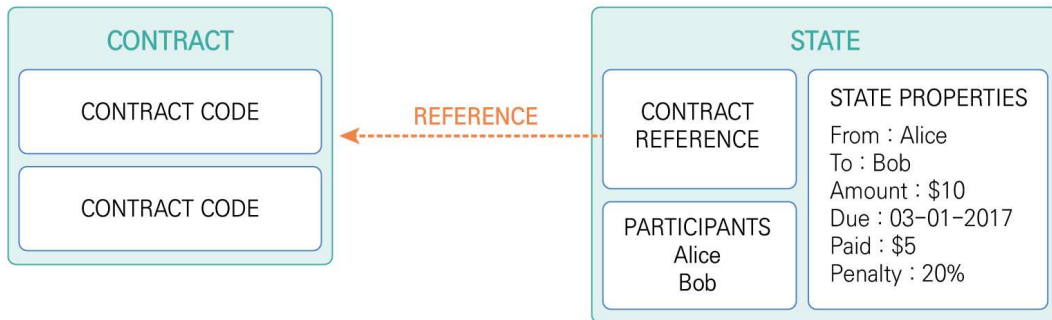 CONTRACT
CONTRACT CODE
CONTRACT CODE
REFERENCE
STATE
CONTRACT
REFERENCE
PARTICIPANTS
Alice
Bob
STATE PROPERTIES
From : Alice
To : Bob
Amount : $10
Due : 03-01-2017
Paid : $5
Penalty : 20%